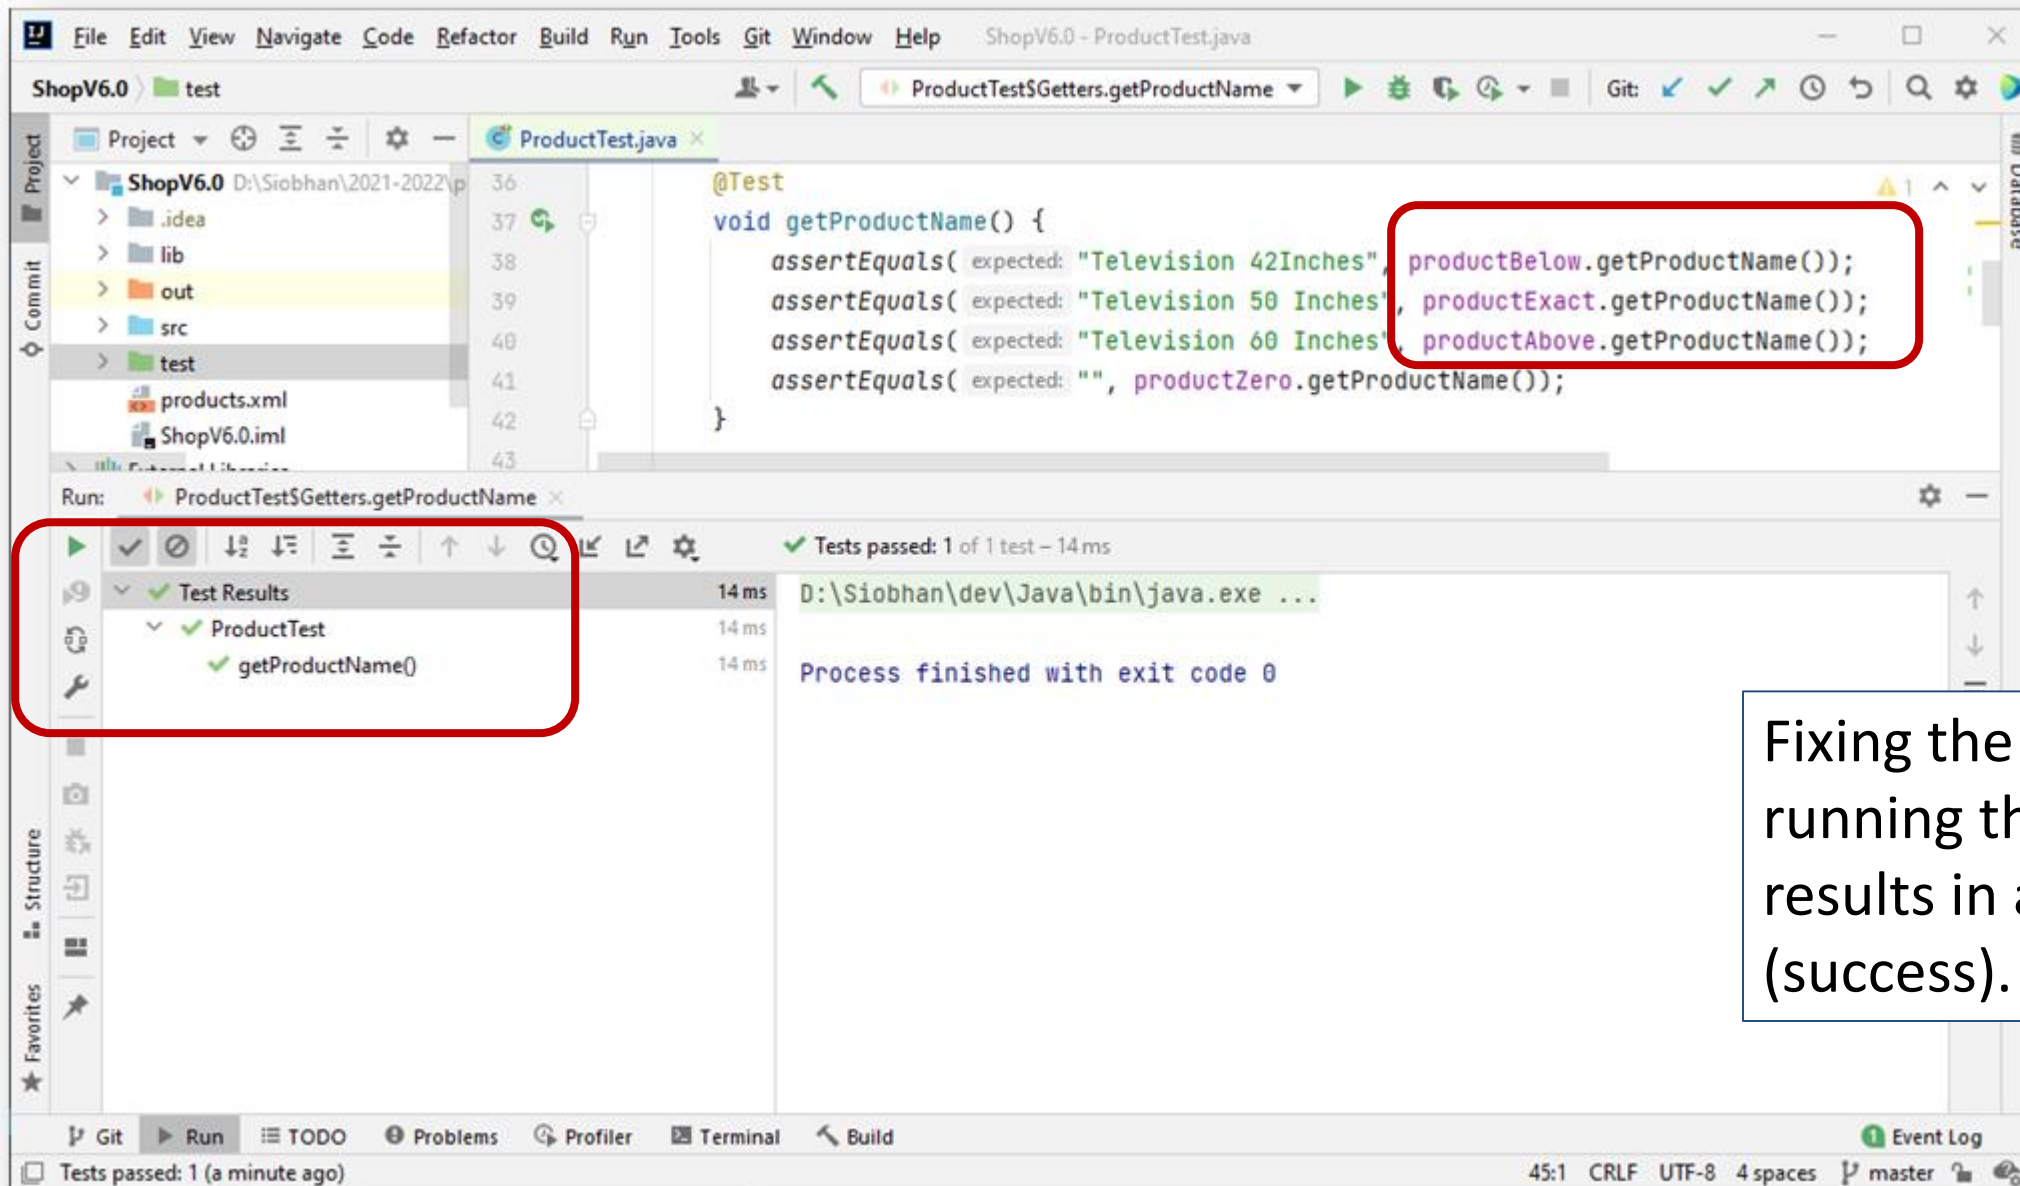 File Edit View Navigate Code Refactor Build Run Tools Git Window Help ShopV6.0 - ProductTest.java
ShopV6.0 test ProductTest$Getters.getProductName Git:
Project ProductTest.java
Project
ShopV6.0 D:\Siobhan\2021-2022\p
.idea
lib
out
src
test
products.xml
ShopV6.0.iml
Commit
36 @Test
37 void getProductName() {
38 assertEquals( expected: "Television 42Inches", productBelow.getProductName());
39 assertEquals( expected: "Television 50 Inches", productExact.getProductName());
40 assertEquals( expected: "Television 60 Inches", productAbove.getProductName());
41 assertEquals( expected: "", productZero.getProductName());
42 }
43
1
Database
Run: ProductTest$Getters.getProductName
Tests passed: 1 of 1 test – 14 ms
Test Results 14 ms
ProductTest 14 ms
getProductName() 14 ms
D:\Siobhan\dev\Java\bin\java.exe ...
Process finished with exit code 0
Fixing the
running th
results in a
(success).
Structure
Favorites
Git Run TODO Problems Profiler Terminal Build 1 Event Log
Tests passed: 1 (a minute ago) 45:1 CRLF UTF-8 4 spaces master